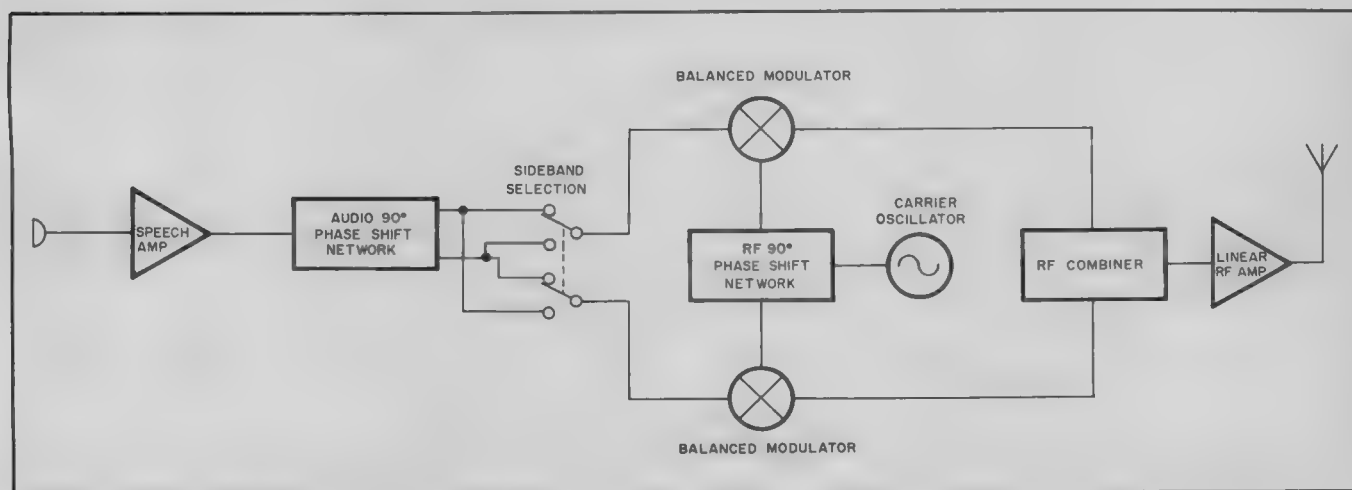 SPEECH
AMP
AUDIO 90°
PHASE SHIFT
NETWORK
SIDEBAND
SELECTION
BALANCED MODULATOR
RF 90°
PHASE SHIFT
NETWORK
CARRIER
OSCILLATOR
BALANCED MODULATOR
RF COMBINER
LINEAR
RF AMP